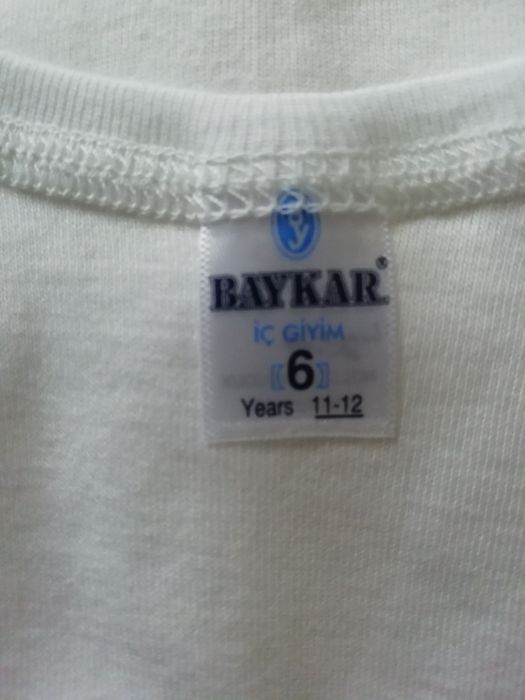 BAYKAR®
İÇ GİYİM
[6]
Years 11-12